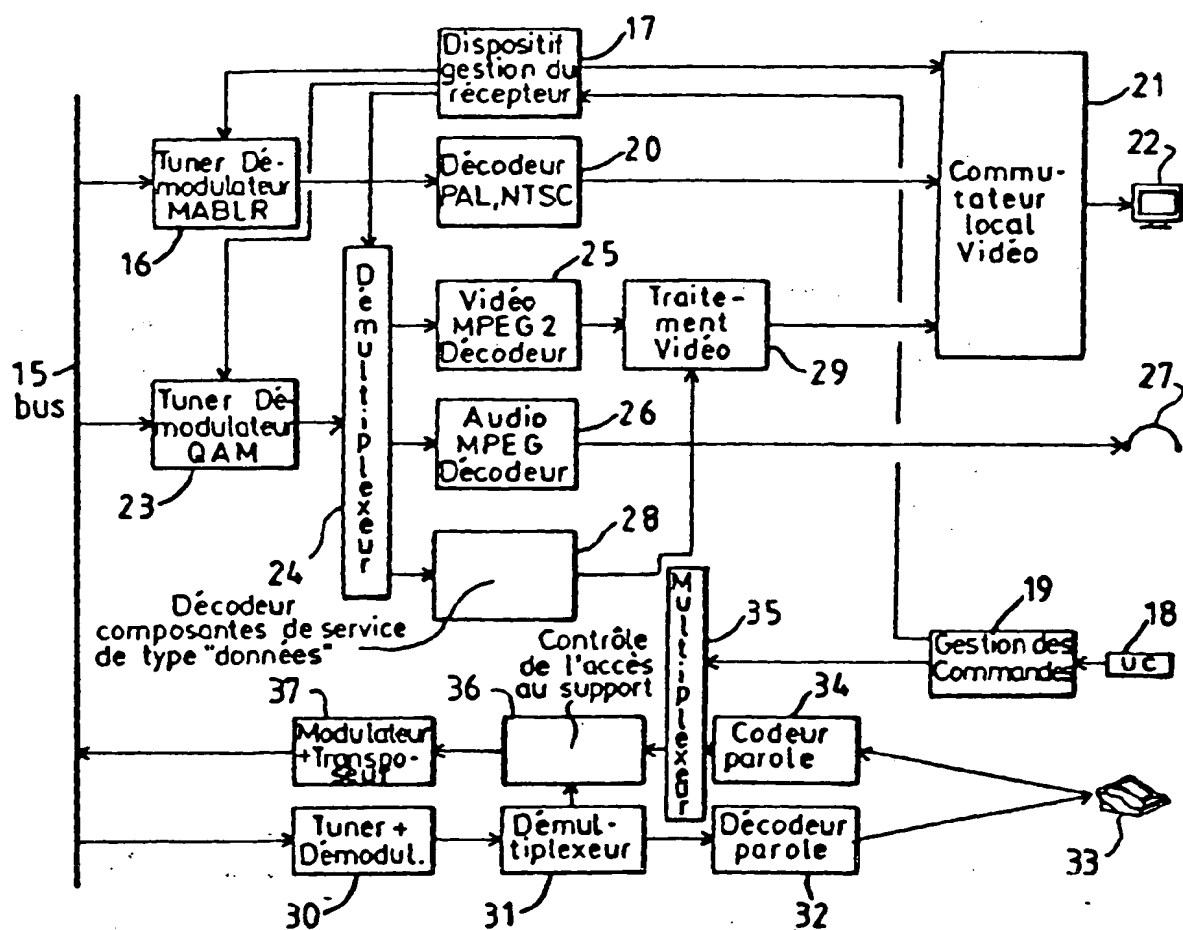 Dispositif
gestion du
récepteur
17
21
Tuner Dé-
modulateur
MABLR
16
Décodeur
PAL,NTSC
20
Commu-
tateur
local
Vidéo
22
15
bus
Démultiplexeur
24
Vidéo
MPEG 2
Décodeur
25
Traite-
ment
Vidéo
29
Tuner Dé-
modulateur
QAM
23
Audio
MPEG
Décodeur
26
27
28
Décodeur
composantes de service
de type "données"
Multiplexeur
35
Gestion des
Commandes
19
UC
18
Contrôle
de l'accès
au support
36
37
Modulateur
+Transpo-
seur
Codeur
parole
34
Tuner +
Démodul.
30
Démul-
tiplexeur
31
Décodeur
parole
32
33